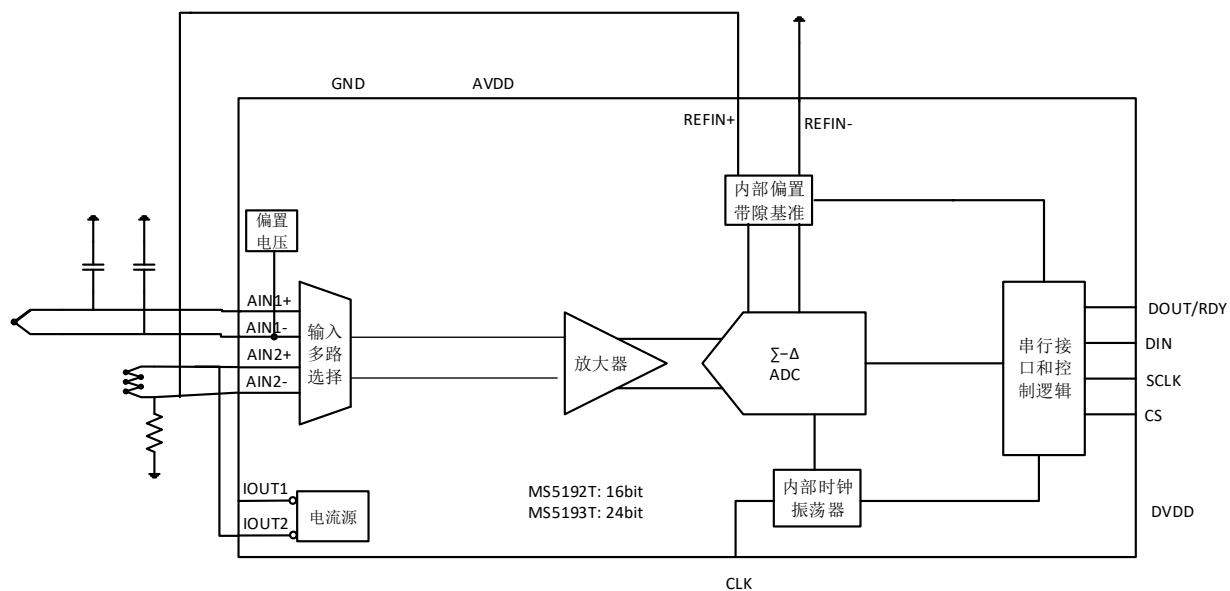 GND
AVDD
REFIN+
REFIN-
内部偏置
带隙基准
偏置
电压
AIN1+
AIN1-
AIN2+
AIN2-
输入
多路
选择
放大器
∑-Δ
ADC
串行接
口和控
制逻辑
DOUT/RDY
DIN
SCLK
CS
IOUT1
IOUT2
电流源
MS5192T: 16bit
MS5193T: 24bit
内部时钟
振荡器
DVDD
CLK